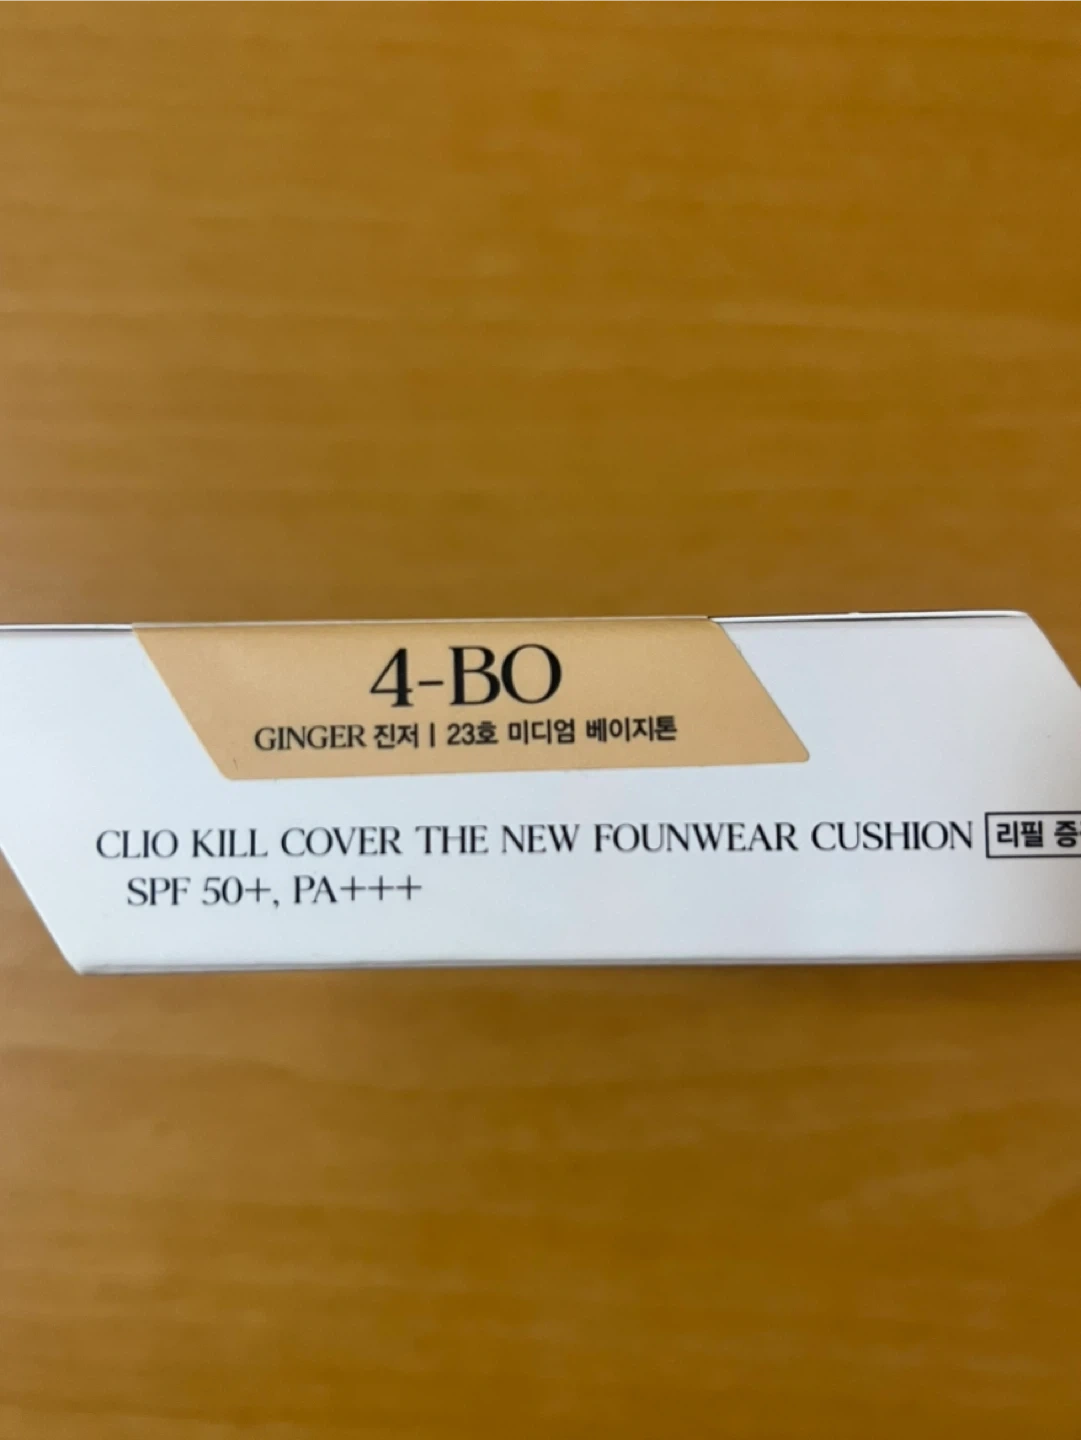 4-BO
GINGER 진저 | 23호 미디엄 베이지톤
CLIO KILL COVER THE NEW FOUNWEAR CUSHION 리필
SPF 50+, PA+++